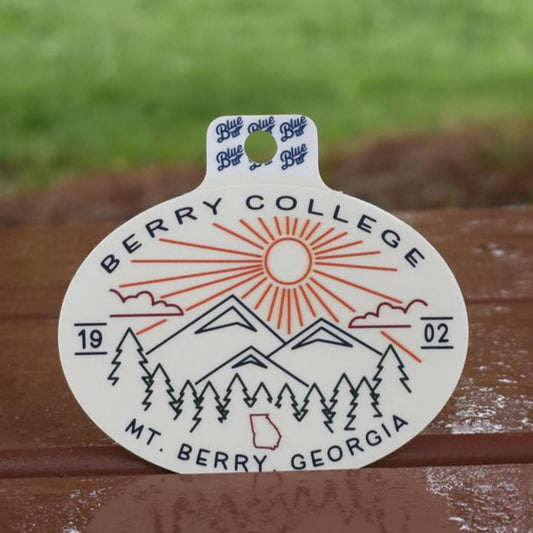 Blue Blue Blue
Blue Blue Blue
BERRY COLLEGE
19 02
MT. BERRY, GEORGIA